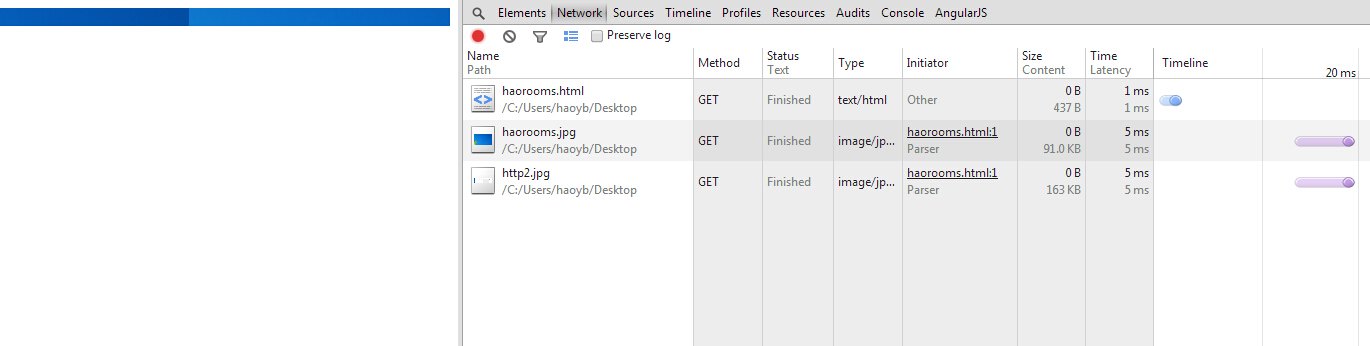 Elements Network Sources Timeline Profiles Resources Audits Console AngularJS
Preserve log
Name Method Status Type Initiator Size Time Timeline
Path Text Content Latency 20 ms
haorooms.html GET Finished text/html Other 0 B 1 ms
/C:/Users/haoyb/Desktop 437 B 1 ms
haorooms.jpg GET Finished image/jp... haorooms.html:1 0 B 5 ms
/C:/Users/haoyb/Desktop Parser 91.0 KB 5 ms
http2.jpg GET Finished image/jp... haorooms.html:1 0 B 5 ms
/C:/Users/haoyb/Desktop Parser 163 KB 5 ms